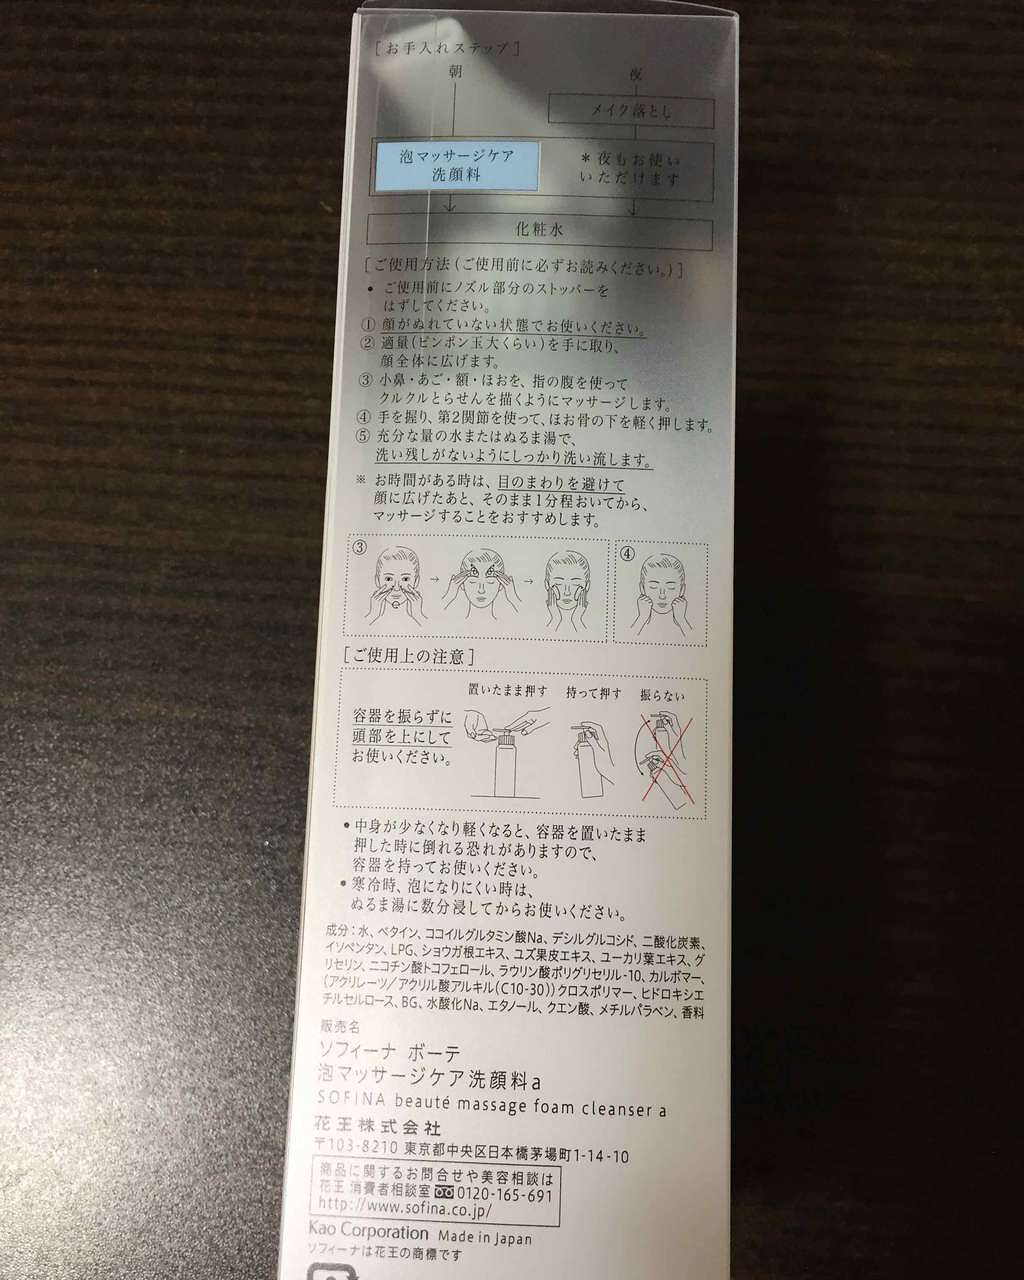 [お手入れステップ]
朝
夜
メイク落とし
泡マッサージケア
洗顔料
*夜もお使い
いただけます
化粧水
[ご使用方法(ご使用前に必ずお読みください。)]
• ご使用前にノズル部分のストッパーを
はずしてください。
① 顔がぬれていない状態でお使いください。
② 適量(ピンポン玉大くらい)を手に取り、
顔全体に広げます。
③ 小鼻・あご・額・ほおを、指の腹を使って
クルクルとらせんを描くようにマッサージします。
④ 手を握り、第2関節を使って、ほお骨の下を軽く押します。
⑤ 充分な量の水またはぬるま湯で、
洗い残しがないようにしっかり洗い流します。
※ お時間がある時は、目のまわりを避けて
顔に広げたあと、そのまま1分程おいてから、
マッサージすることをおすすめします。
③
④
[ご使用上の注意]
置いたまま押す 持って押す 振らない
容器を振らずに
頭部を上にして
お使いください。
• 中身が少なくなり軽くなると、容器を置いたまま
押した時に倒れる恐れがありますので、
容器を持ってお使いください。
• 寒冷時、泡になりにくい時は、
ぬるま湯に数分浸してからお使いください。
成分:水、ベタイン、ココイルグルタミン酸Na、デシルグルコシド、二酸化炭素、
イソペンタン、LPG、ショウガ根エキス、ユズ果皮エキス、ユーカリ葉エキス、グ
リセリン、ニコチン酸トコフェロール、ラウリン酸ポリグリセリル-10、カルボマー、
(アクリレーツ/アクリル酸アルキル(C10-30))クロスポリマー、ヒドロキシエ
チルセルロース、BG、水酸化Na、エタノール、クエン酸、メチルパラベン、香料
販売名
ソフィーナ ボーテ
泡マッサージケア洗顔料a
SOFINA beauté massage foam cleanser a
花王株式会社
〒103-8210 東京都中央区日本橋茅場町1-14-10
商品に関するお問合せや美容相談は
花王 消費者相談室 0120-165-691
http://www.sofina.co.jp/
Kao Corporation Made in Japan
ソフィーナは花王の商標です